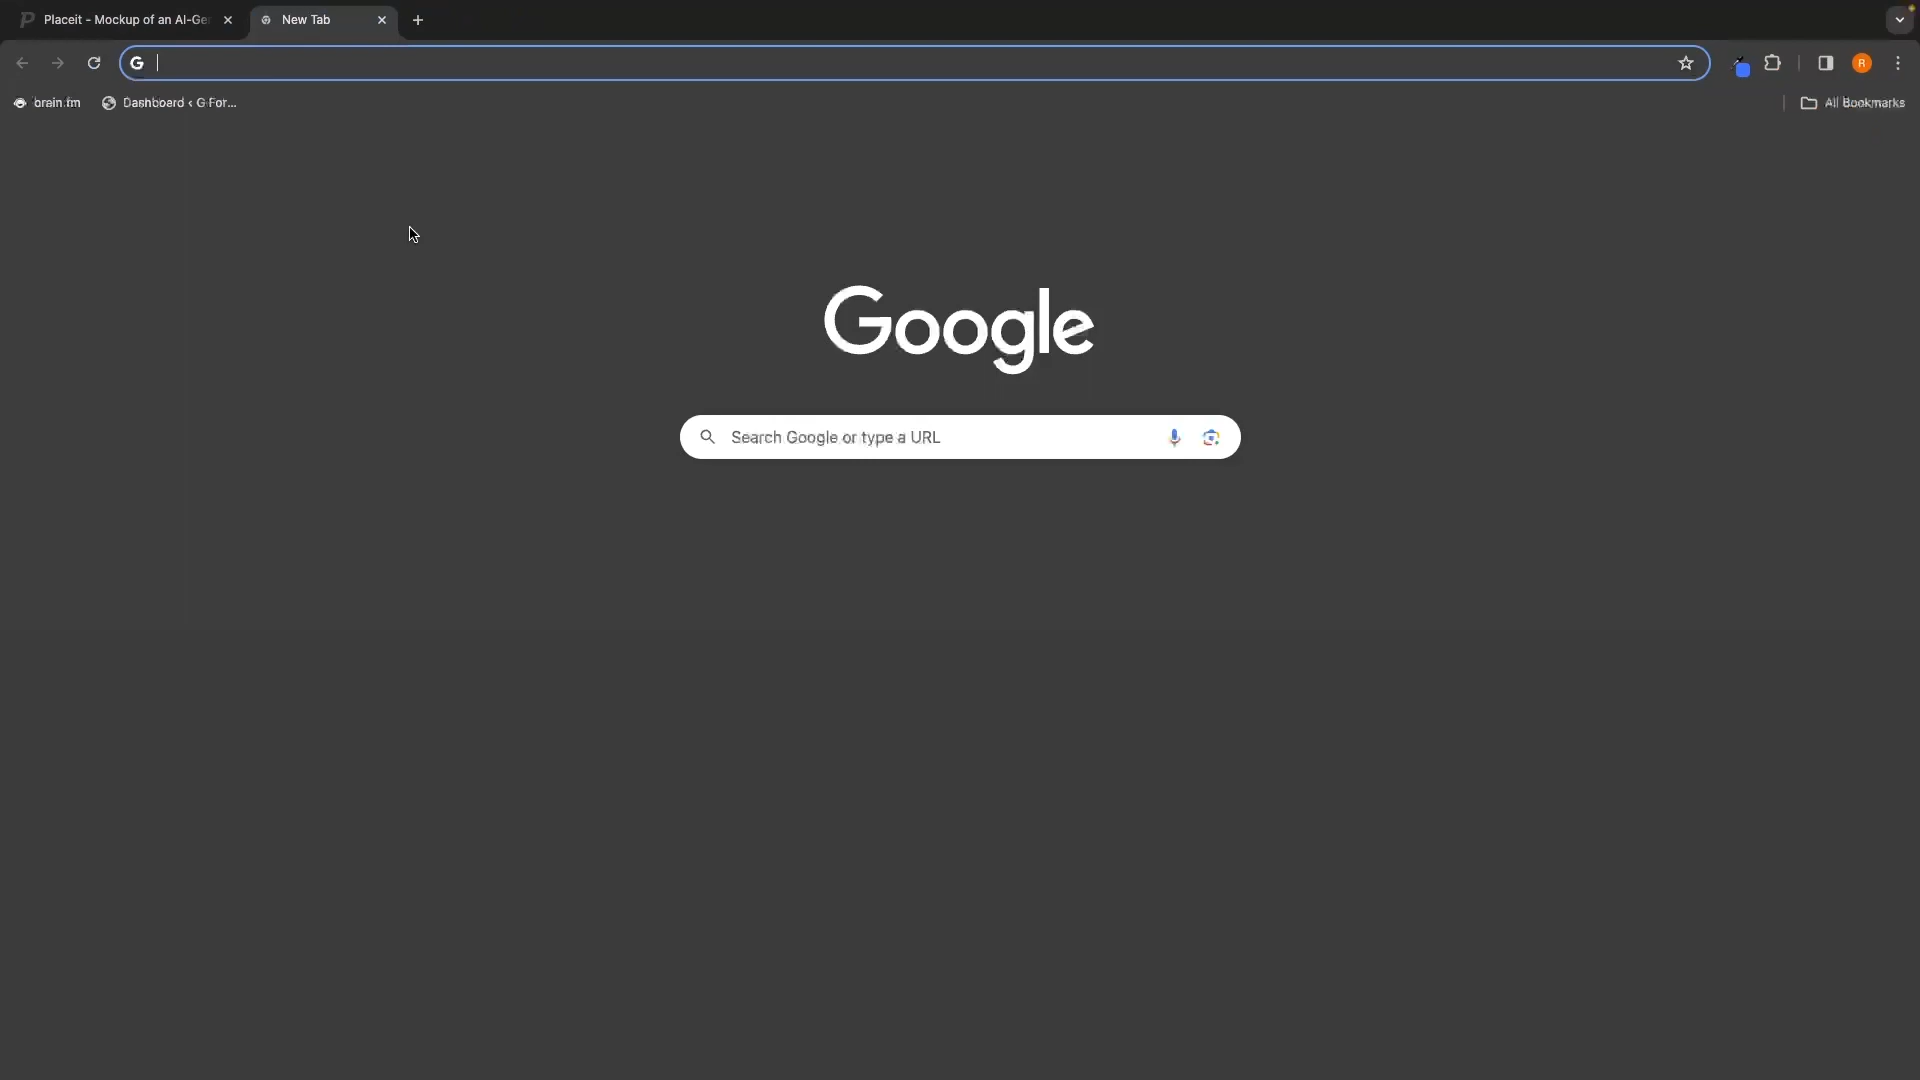 Placeit - Mockup of an AI-Ge
New Tab
brain.fm
Dashboard ‹ G For...
All Bookmarks
Google
Search Google or type a URL
R